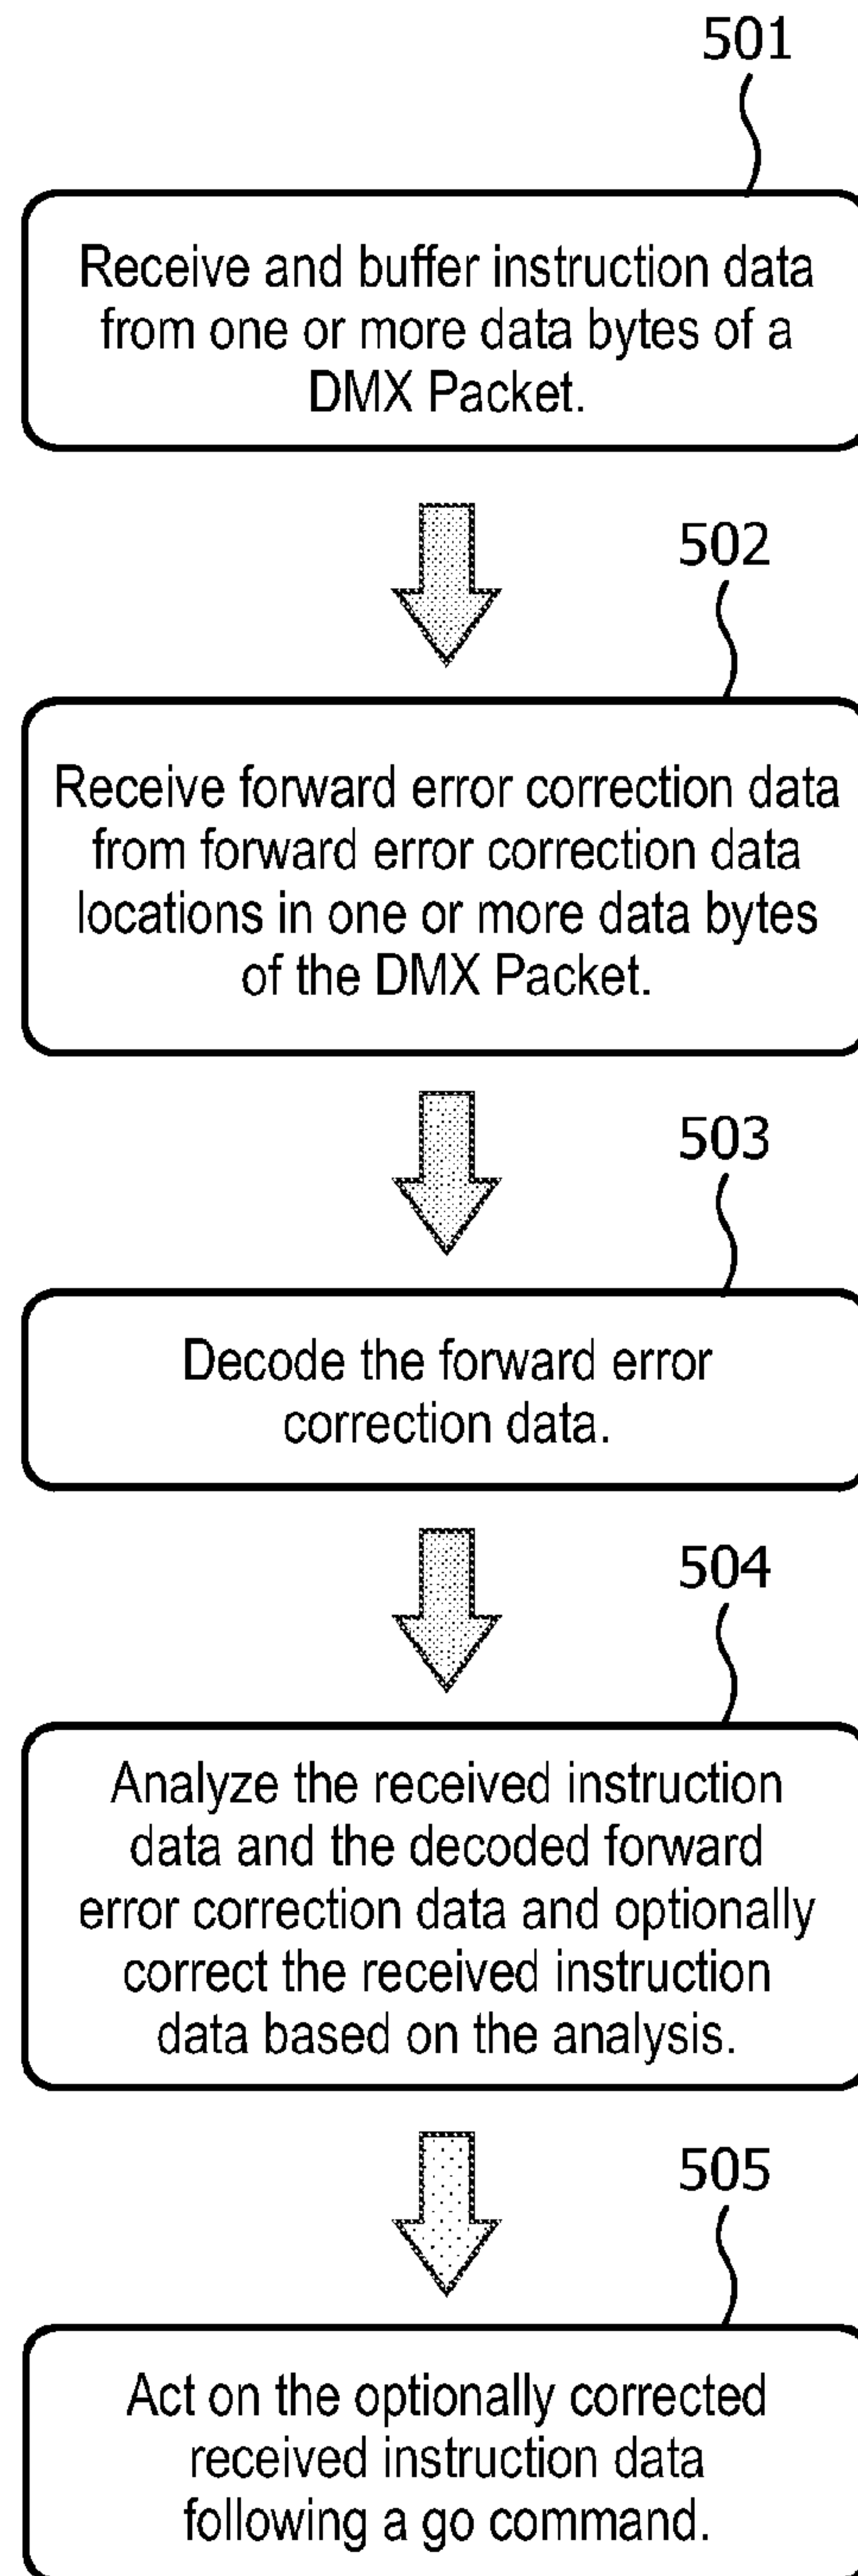 501
Receive and buffer instruction data
from one or more data bytes of a
DMX Packet.
502
Receive forward error correction data
from forward error correction data
locations in one or more data bytes
of the DMX Packet.
503
Decode the forward error
correction data.
504
Analyze the received instruction
data and the decoded forward
error correction data and optionally
correct the received instruction
data based on the analysis.
505
Act on the optionally corrected
received instruction data
following a go command.